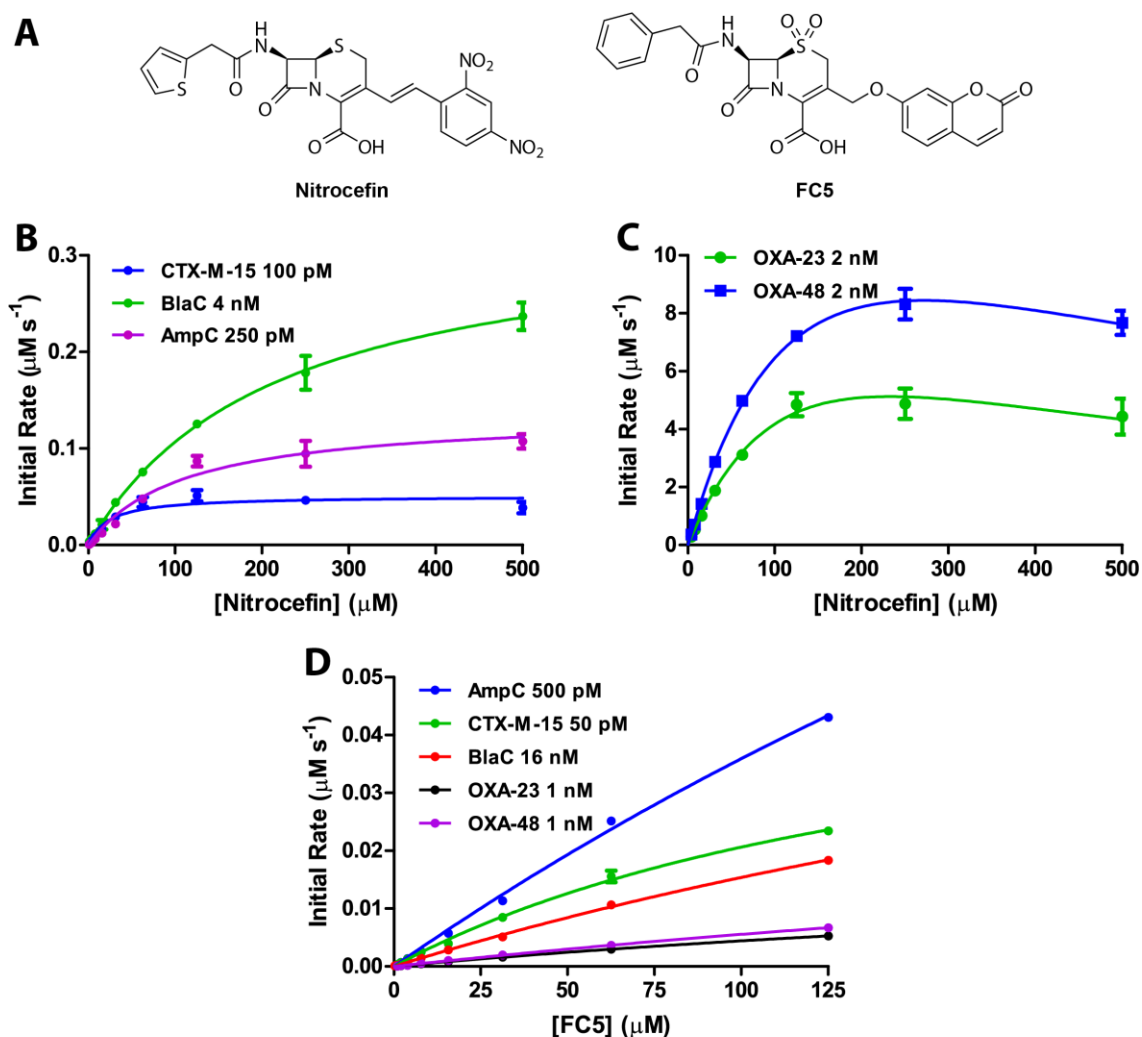 A
H
N
S
O
S
O
N
NO2
O
OH
NO2
Nitrocefin
H
N
O O
S
O
O
N
O
O
O
O
OH
FC5
B
CTX-M-15 100 pM
BlaC 4 nM
AmpC 250 pM
Initial Rate (μM s-1)
0.3
0.2
0.1
0.0
0 100 200 300 400 500
[Nitrocefin] (μM)
C
OXA-23 2 nM
OXA-48 2 nM
Initial Rate (μM s-1)
10
8
6
4
2
0
0 100 200 300 400 500
[Nitrocefin] (μM)
D
AmpC 500 pM
CTX-M-15 50 pM
BlaC 16 nM
OXA-23 1 nM
OXA-48 1 nM
Initial Rate (μM s-1)
0.05
0.04
0.03
0.02
0.01
0.00
0 25 50 75 100 125
[FC5] (μM)